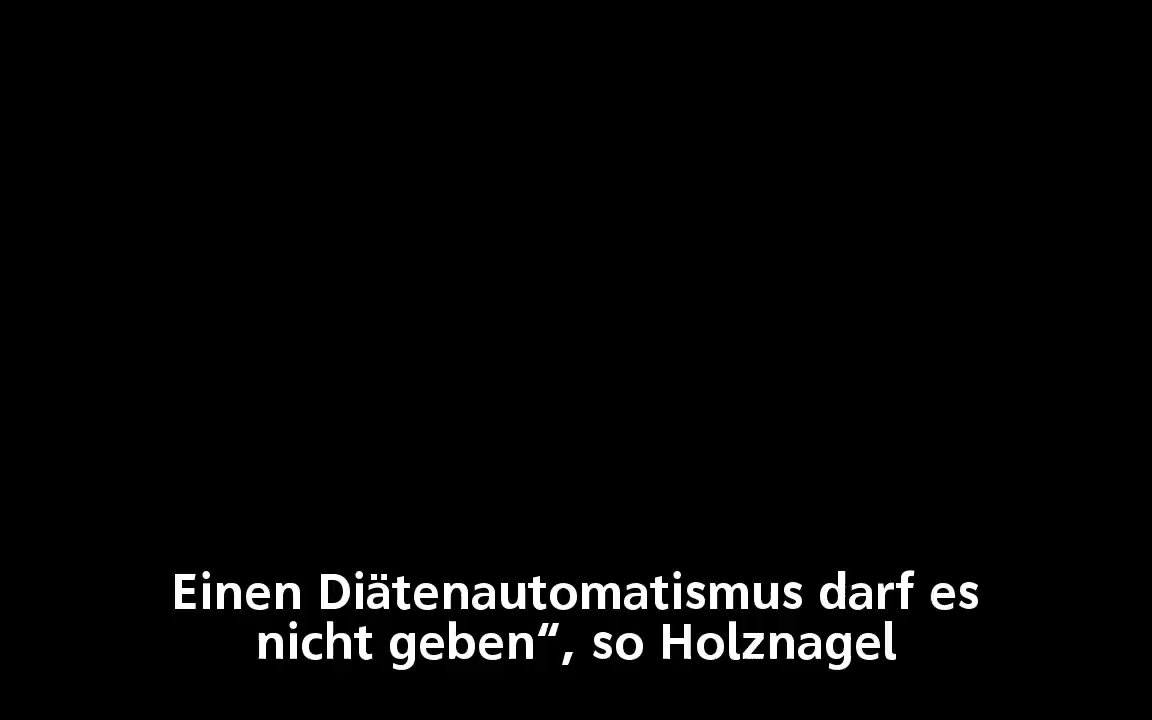 Einen Diätenautomatismus darf es
nicht geben“, so Holznagel